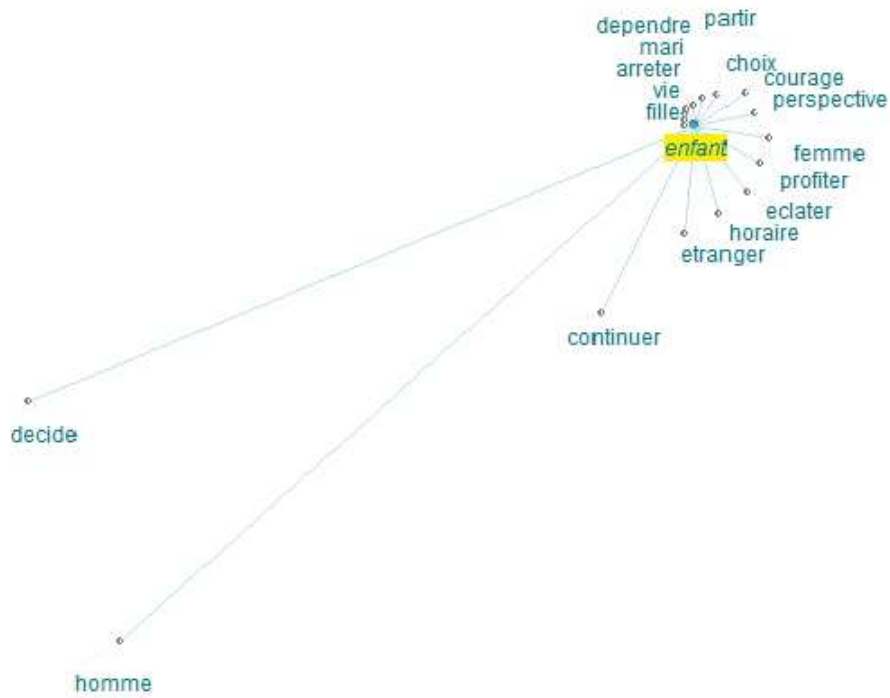 partir
dependre
mari
choix
arreter
courage
vie
perspective
fille
enfant
femme
profiter
eclater
horaire
etranger
continuer
decide
homme